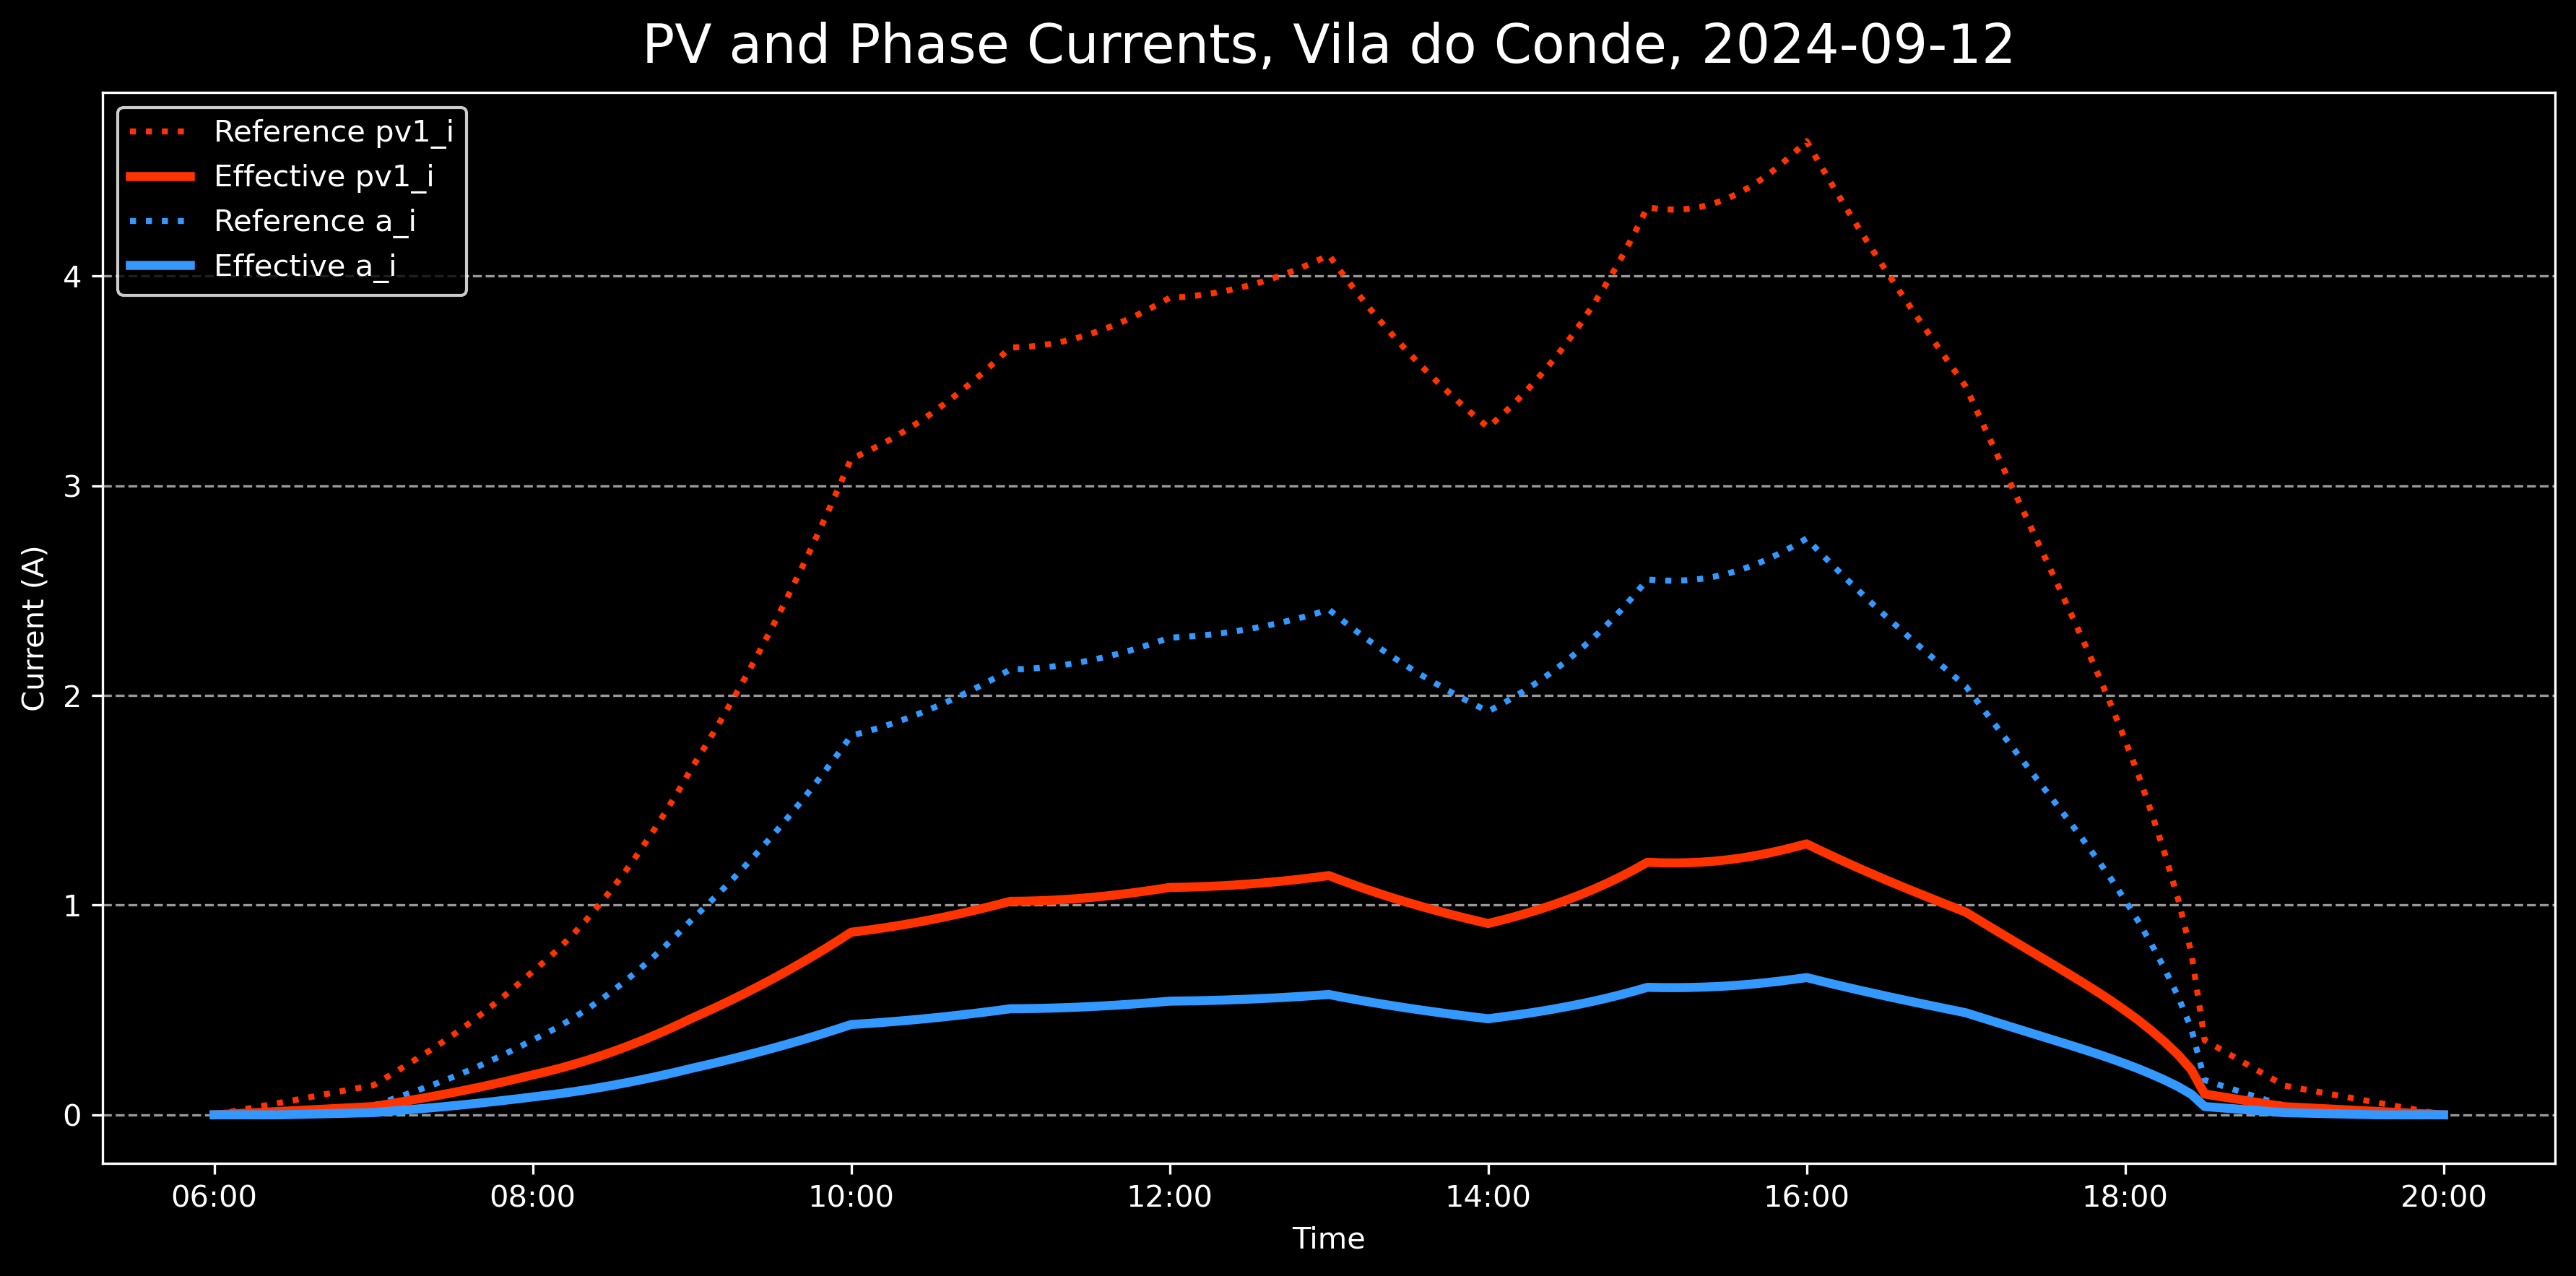 PV and Phase Currents, Vila do Conde, 2024-09-12
Reference pv1_i
Effective pv1_i
Reference a_i
Effective a_i
4
3
2
1
0
Current (A)
06:00 08:00 10:00 12:00 14:00 16:00 18:00 20:00
Time